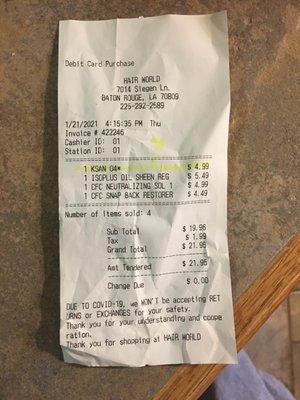 Debit Card Purchase
HAIR WORLD
7014 Siegen Ln.
BATON ROUGE, LA 70809
225-292-2589
1/21/2021 4:15:35 PM Thu
Invoice # 422246
Cashier ID: 01
Station ID: 01
1 KSAN 04* $ 4.99
1 ISOPLUS OIL SHEEN REG $ 5.49
1 CFC NEUTRALIZING SOL 1 $ 4.99
1 CFC SNAP BACK RESTORER $ 4.49
Number of items sold: 4
Sub Total $ 19.96
Tax $ 1.99
Grand Total $ 21.95
Amt Tendered $ 21.95
Change Due $ 0.00
DUE TO COVID-19, we WON'T be accepting RET
URNS or EXCHANGES for your safety.
Thank you for your understanding and coope
ration.
Thank you for shopping at HAIR WORLD